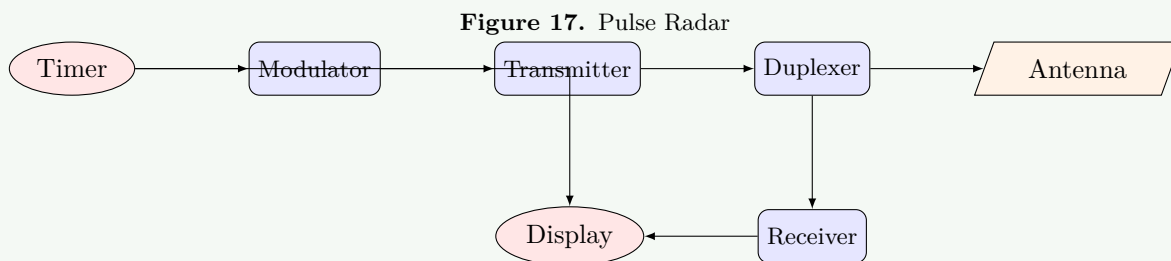 Figure 17. Pulse Radar
Timer Modulator Transmitter Duplexer Antenna
Display Receiver